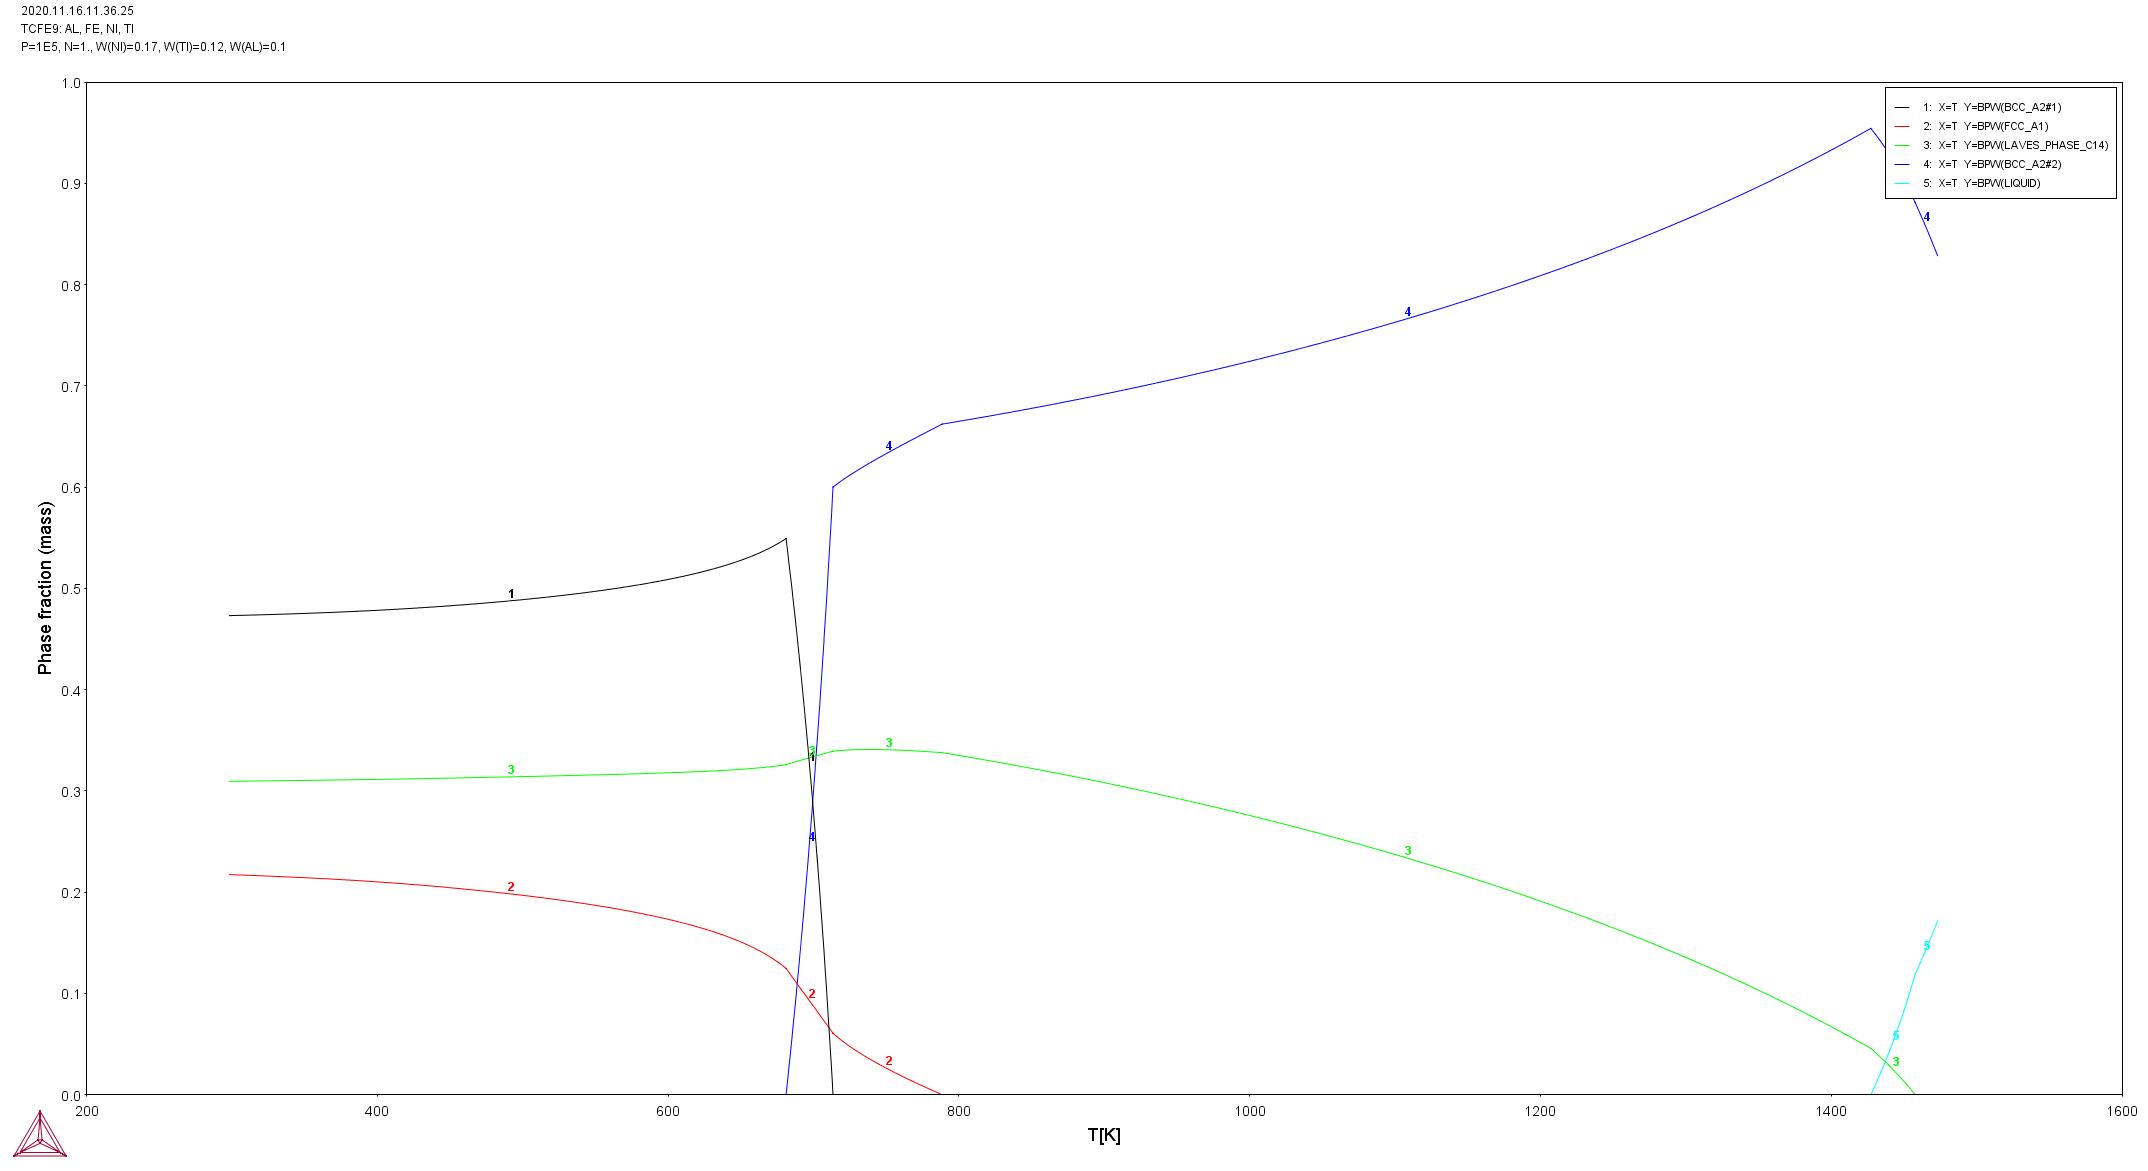 2020.11.16.11.36.25
TCFE9: AL, FE, NI, TI
P=1E5, N=1., W(NI)=0.17, W(TI)=0.12, W(AL)=0.1
1: X=T Y=BPW(BCC_A2#1)
2: X=T Y=BPW(FCC_A1)
3: X=T Y=BPW(LAVES_PHASE_C14)
4: X=T Y=BPW(BCC_A2#2)
5: X=T Y=BPW(LIQUID)
1.0
0.9
0.8
0.7
0.6
0.5
0.4
0.3
0.2
0.1
0.0
Phase fraction (mass)
4
4
4
1
3
3
3
1
4
3
2
2
2
5
5
3
200 400 600 800 1000 1200 1400 1600
T[K]